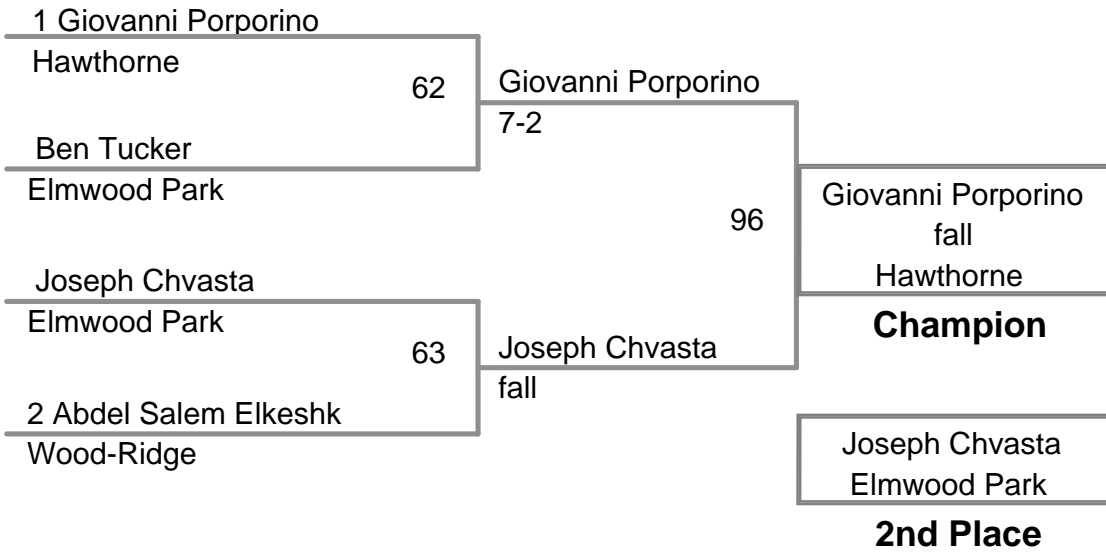 1 Giovanni Porporino
Hawthorne
62
Giovanni Porporino
7-2
Ben Tucker
Elmwood Park
96
Giovanni Porporino
fall
Hawthorne
Champion
Joseph Chvasta
Elmwood Park
63
Joseph Chvasta
fall
2 Abdel Salem Elkeshk
Wood-Ridge
Joseph Chvasta
Elmwood Park
2nd Place